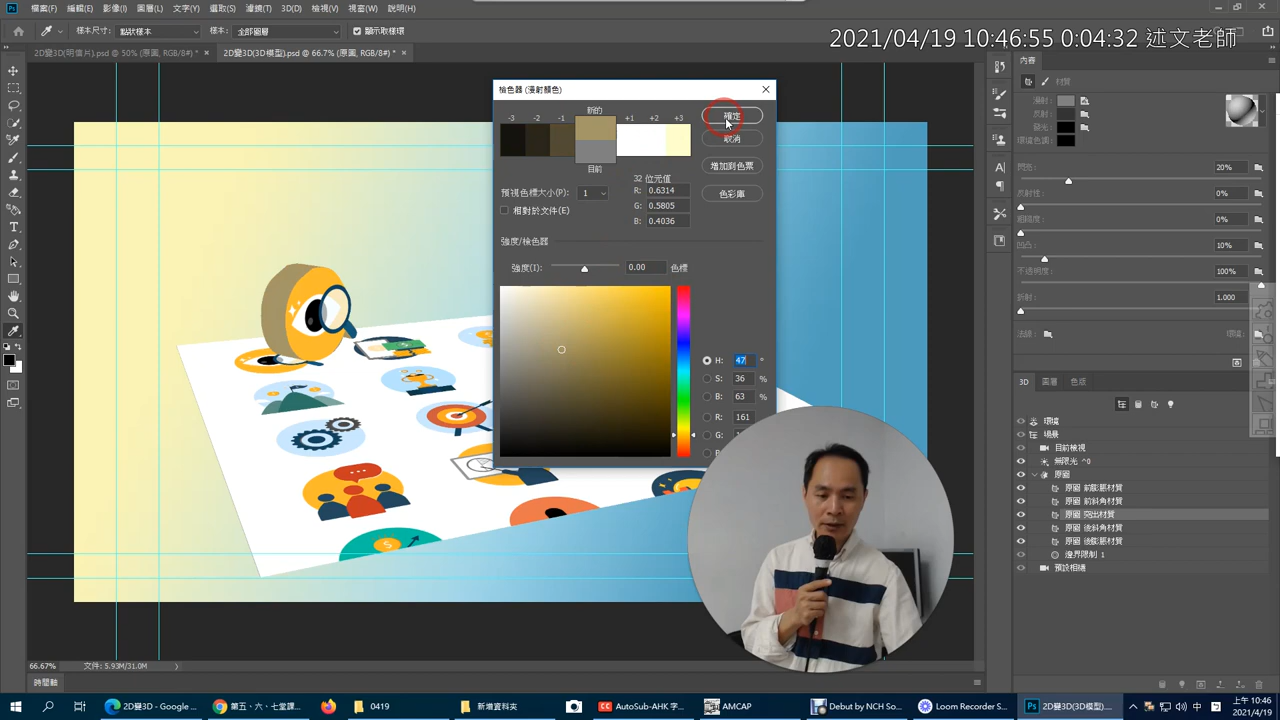 檔案(F) 編輯(E) 影像(I) 圖層(L) 文字(Y) 選取(S) 濾鏡(T) 3D(D) 檢視(V) 視窗(W) 說明(H)
樣本尺寸: 點狀樣本 樣本: 全部圖層 顯示取樣環
2021/04/19 10:46:55 0:04:32 述文老師
2D變3D(明信片).psd @ 50% (原圖, RGB/8#) * × 2D變3D(3D模型).psd @ 66.7% (原圖, RGB/8#) * ×
內容
材質
漫射:
反射:
發光:
環境色調:
閃亮: 20%
反射性: 0%
粗糙度: 0%
凹凸: 10%
不透明度: 100%
折射: 1.000
法線: 環境:
檢色器 (漫射顏色)
新的
-3 -2 -1 +1 +2 +3
目前
確定
取消
增加到色票
色彩庫
32 位元值
R: 0.6314
G: 0.5805
B: 0.4036
預視色標大小(P): 1
相對於文件(E)
強度/檢色器
強度(I): 0.00 色標
H: 47 °
S: 36 %
B: 63 %
R: 161
G:
3D 圖層 色版
環境
場景
目前檢視
無限光
原圖
原圖 前膨脹材質
原圖 前斜角材質
原圖 突出材質
原圖 後斜角材質
原圖 後膨脹材質
邊界限制 1
預設相機
66.67% 文件: 5.93M/31.0M
時間軸
2D變3D - Google ... 第五、六、七堂課... 0419 新增資料夾 AutoSub-AHK 字... AMCAP Debut by NCH So... Loom Recorder S... 2D變3D(3D模型)... 中 上午 10:46
2021/4/19